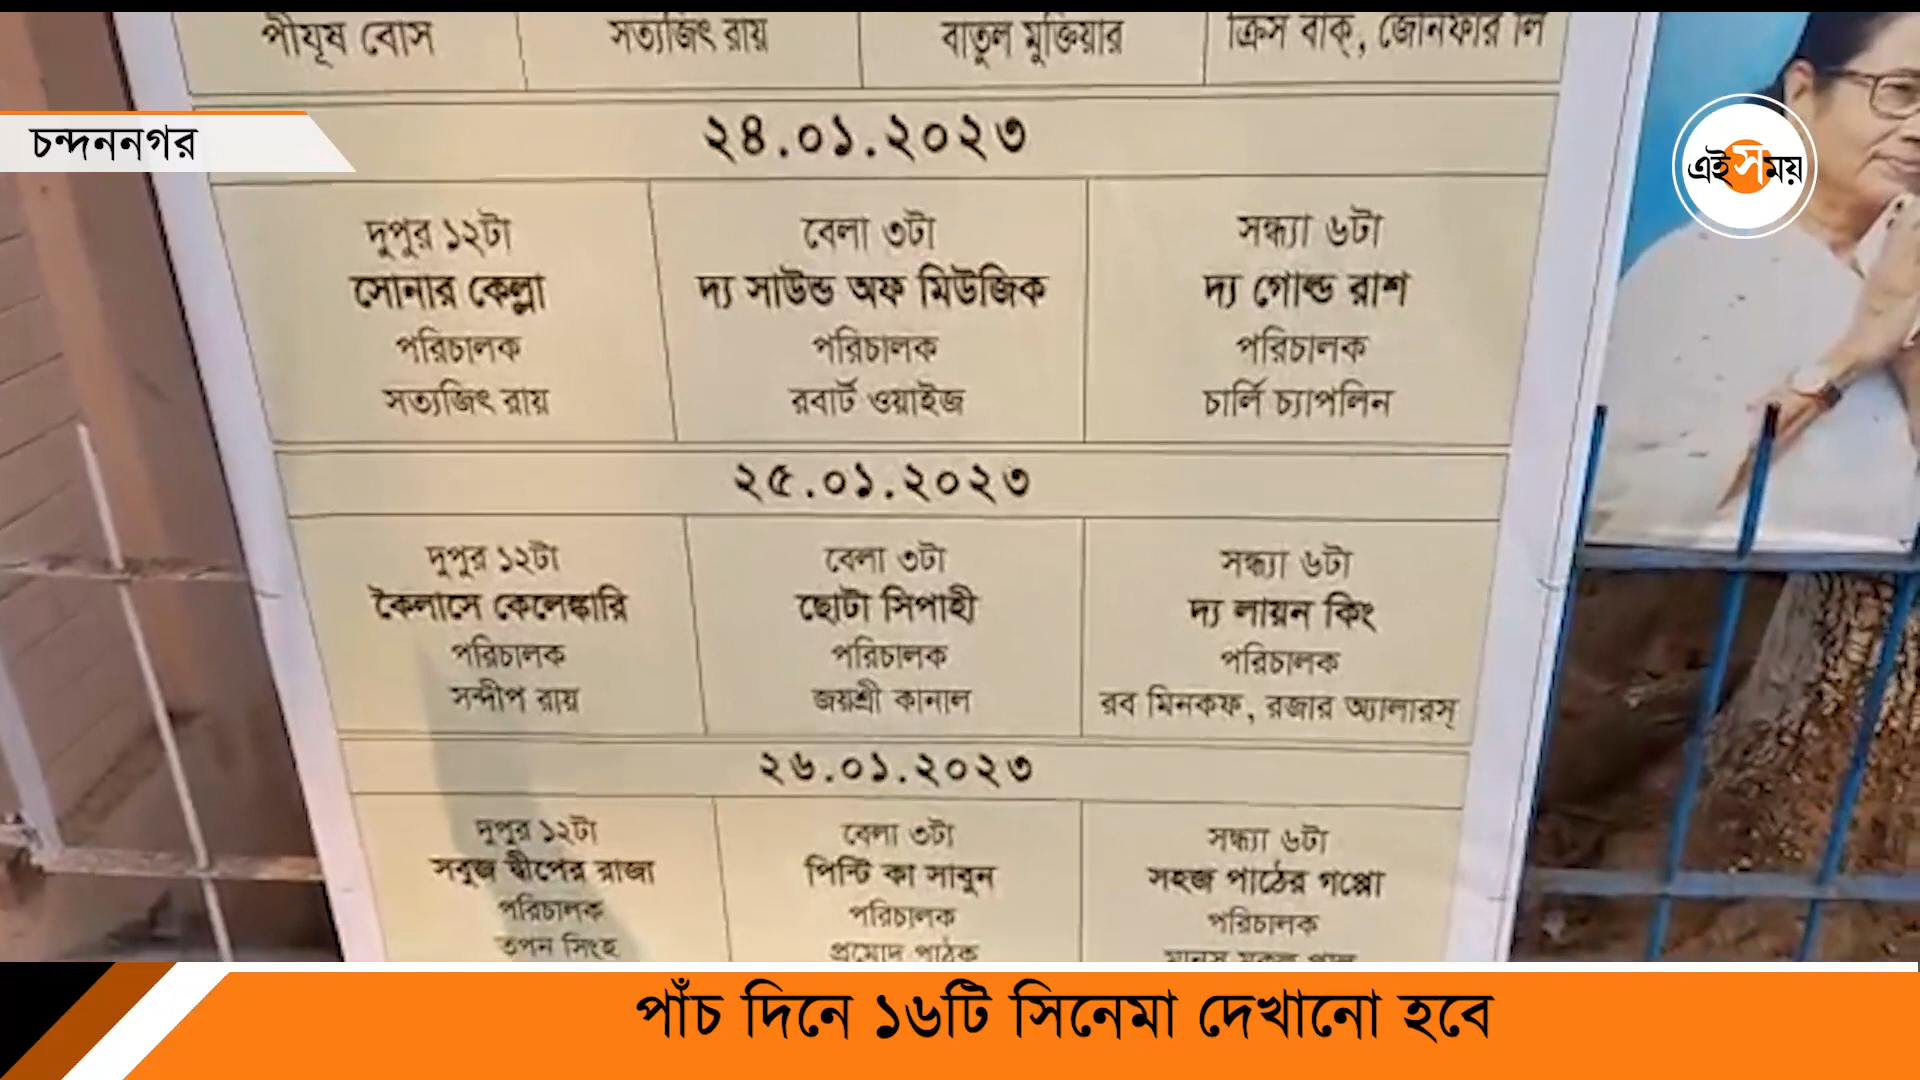 পীযূষ বোস
সত্যজিৎ রায়
বাতুল মুক্তিয়ার
ক্রিস বাক্, জেনিফার লি
চন্দননগর
এই সময়
২৪.০১.২০২৩
দুপুর ১২টা
সোনার কেল্লা
পরিচালক
সত্যজিৎ রায়
বেলা ৩টা
দ্য সাউন্ড অফ মিউজিক
পরিচালক
রবার্ট ওয়াইজ
সন্ধ্যা ৬টা
দ্য গোল্ড রাশ
পরিচালক
চার্লি চ্যাপলিন
২৫.০১.২০২৩
দুপুর ১২টা
কৈলাসে কেলেঙ্কারি
পরিচালক
সন্দীপ রায়
বেলা ৩টা
ছোটা সিপাহী
পরিচালক
জয়শ্রী কানাল
সন্ধ্যা ৬টা
দ্য লায়ন কিং
পরিচালক
রব মিনকফ, রজার অ্যালারস্
২৬.০১.২০২৩
দুপুর ১২টা
সবুজ দ্বীপের রাজা
পরিচালক
তপন সিংহ
বেলা ৩টা
পিন্টি কা সাবুন
পরিচালক
প্রমোদ পাঠক
সন্ধ্যা ৬টা
সহজ পাঠের গপ্পো
পরিচালক
মানস মুকুল পাল
পাঁচ দিনে ১৬টি সিনেমা দেখানো হবে